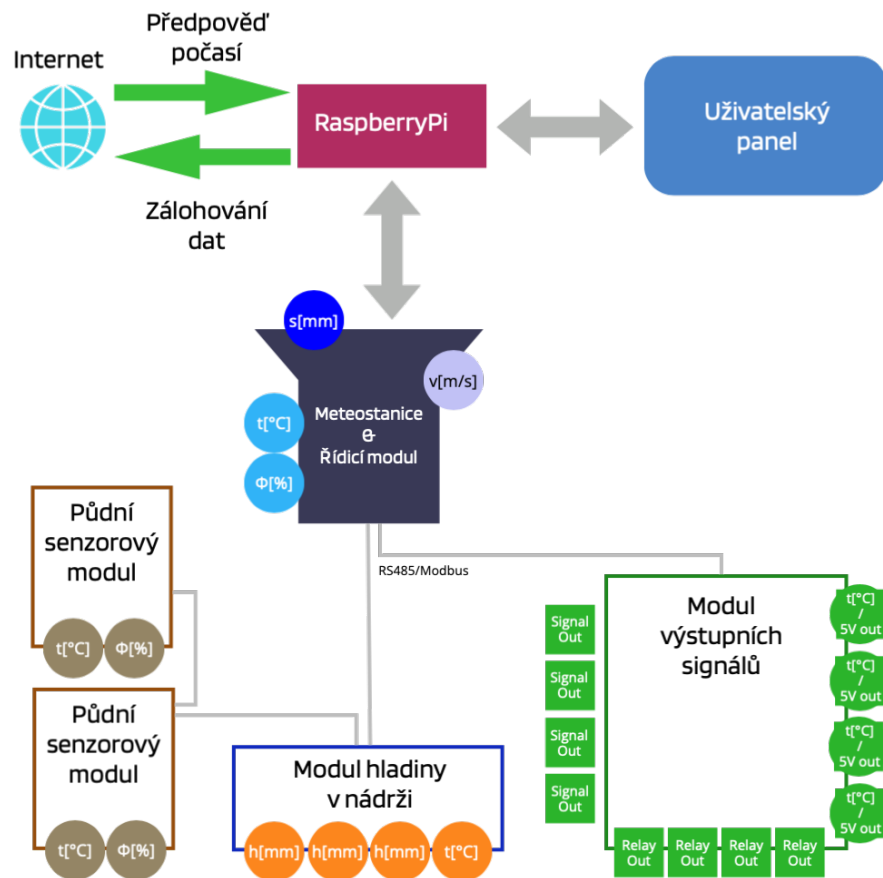 Předpověď
počasí
Internet
RaspberryPi
Uživatelský
panel
Zálohování
dat
s[mm]
v[m/s]
t[°C]
Φ[%]
Meteostanice
&
Řídicí modul
RS485/Modbus
Půdní
senzorový
modul
t[°C]
Φ[%]
Půdní
senzorový
modul
t[°C]
Φ[%]
Modul hladiny
v nádrži
h[mm]
h[mm]
h[mm]
t[°C]
Modul
výstupních
signálů
Signal
Out
Signal
Out
Signal
Out
Signal
Out
t[°C]
/
5V out
t[°C]
/
5V out
t[°C]
/
5V out
t[°C]
/
5V out
Relay
Out
Relay
Out
Relay
Out
Relay
Out